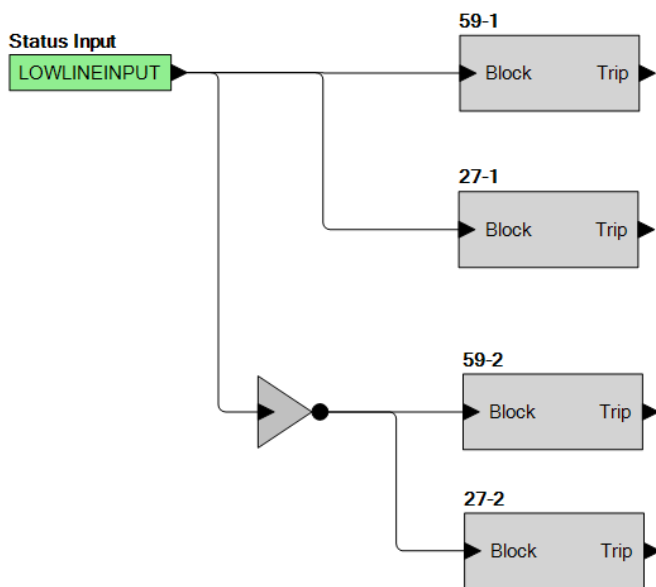 59-1
Status Input
LOWLINEINPUT
Block Trip
27-1
Block Trip
59-2
Block Trip
27-2
Block Trip